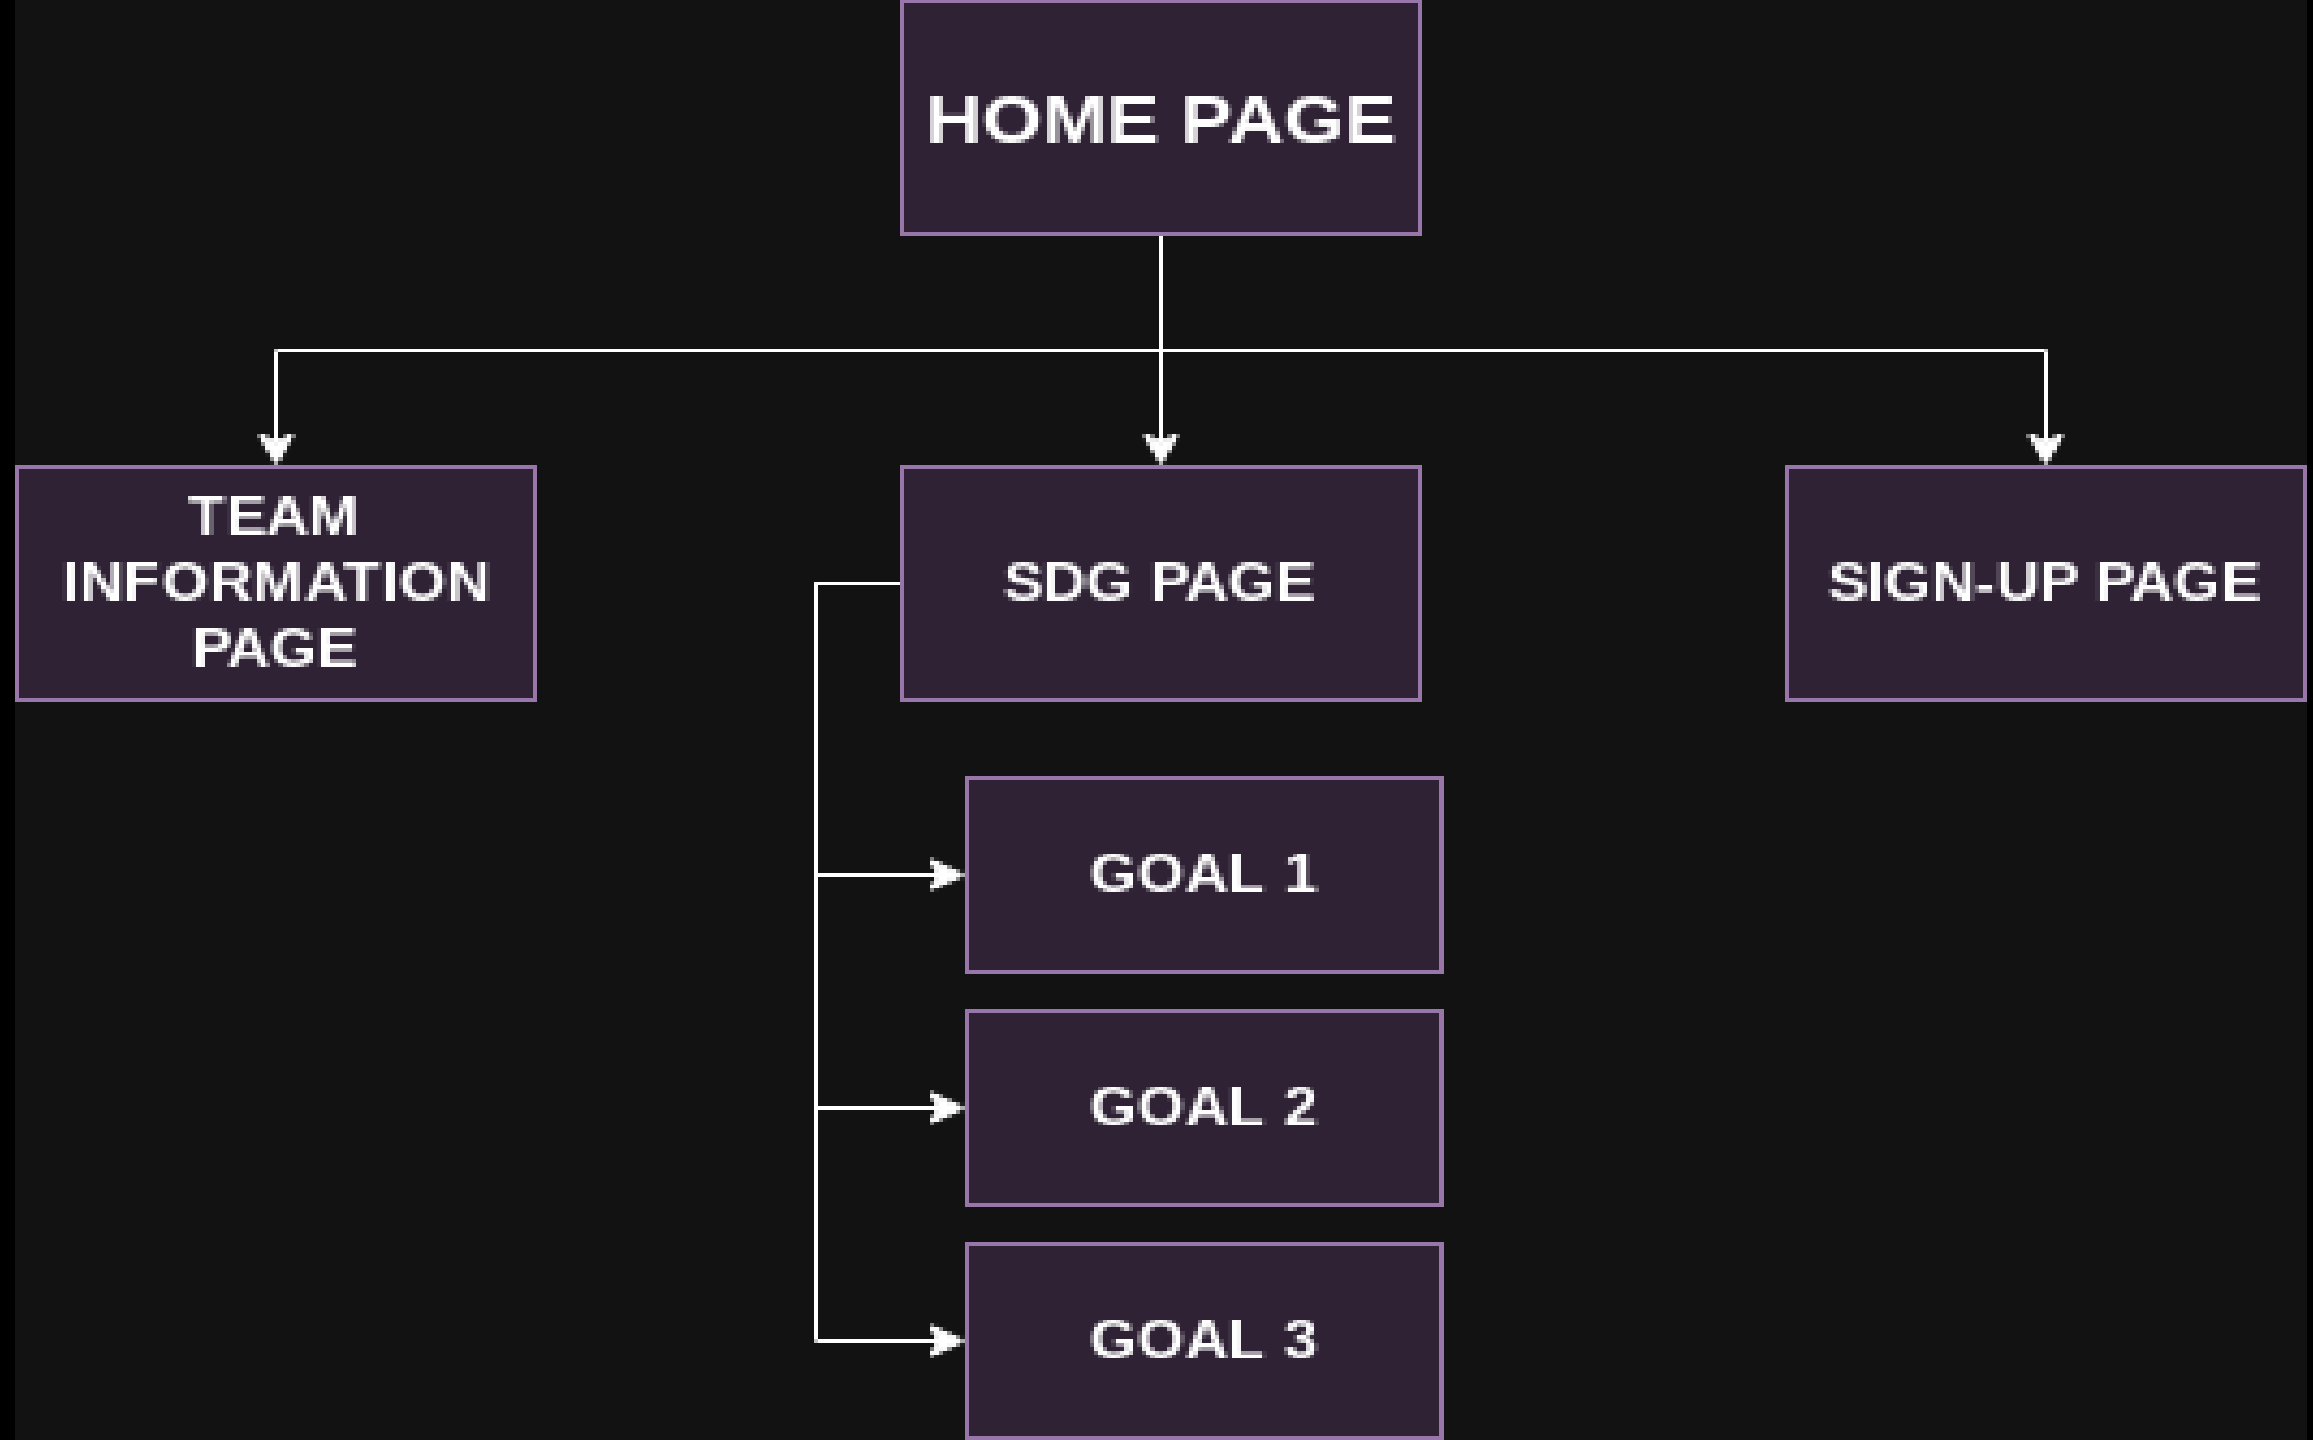 HOME PAGE
TEAM
INFORMATION
PAGE
SDG PAGE
SIGN-UP PAGE
GOAL 1
GOAL 2
GOAL 3